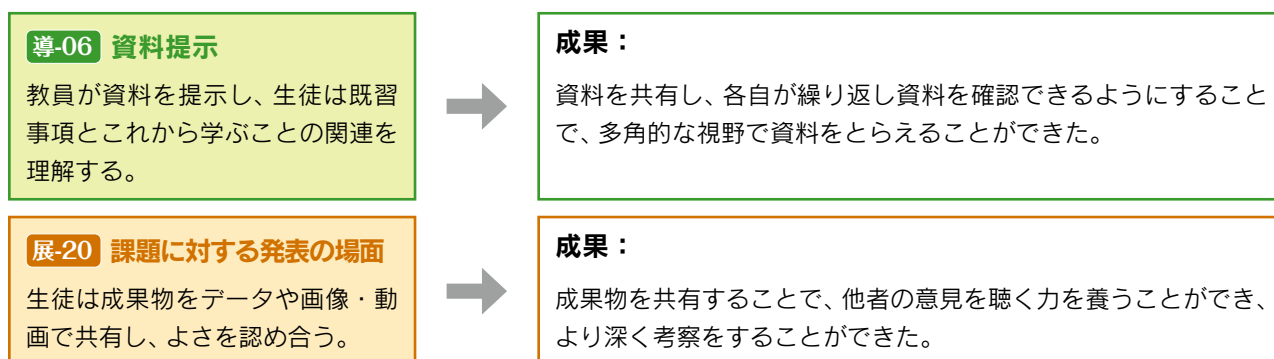 導-06 資料提示
教員が資料を提示し、生徒は既習
事項とこれから学ぶことの関連を
理解する。
成果：
資料を共有し、各自が繰り返し資料を確認できるようにすること
で、多角的な視野で資料をとらえることができた。
展-20 課題に対する発表の場面
生徒は成果物をデータや画像・動
画で共有し、よさを認め合う。
成果：
成果物を共有することで、他者の意見を聴く力を養うことができ、
より深く考察をすることができた。